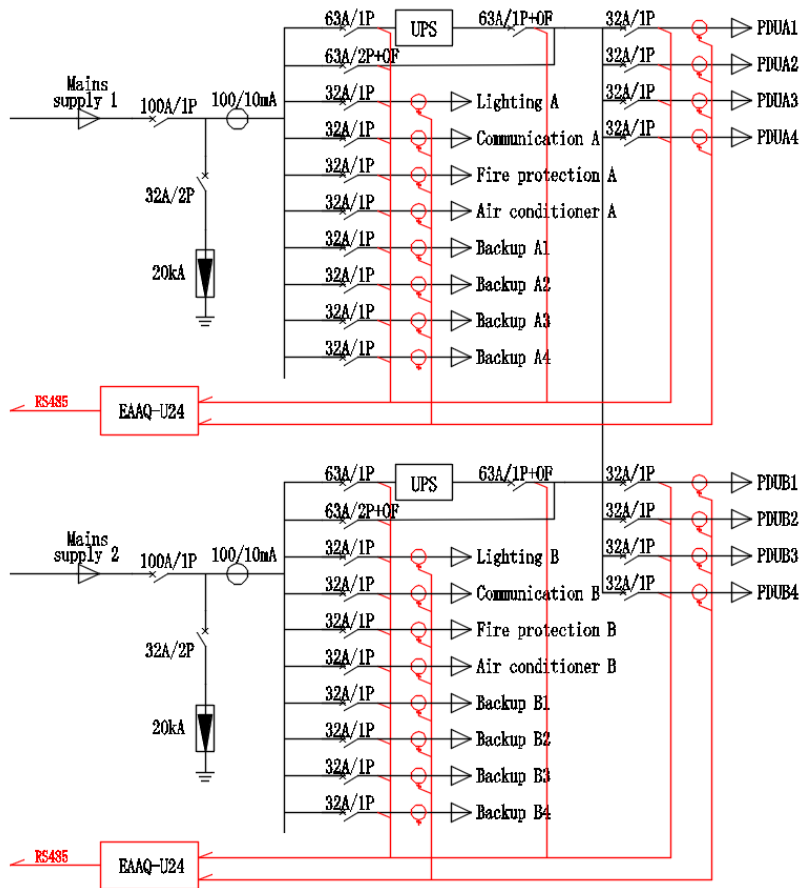 63A/1P
UPS
63A/1P+OF
32A/1P
PDUA1
63A/2P+OF
32A/1P
PDUA2
Mains
supply 1
100A/1P
100/10mA
32A/1P
Lighting A
32A/1P
PDUA3
32A/1P
Communication A
32A/1P
PDUA4
32A/1P
Fire protection A
32A/2P
32A/1P
Air conditioner A
32A/1P
Backup A1
20kA
32A/1P
Backup A2
32A/1P
Backup A3
32A/1P
Backup A4
RS485
EAAQ-U24
63A/1P
UPS
63A/1P+OF
32A/1P
PDUB1
63A/2P+OF
32A/1P
PDUB2
Mains
supply 2
100A/1P
100/10mA
32A/1P
Lighting B
32A/1P
PDUB3
32A/1P
Communication B
32A/1P
PDUB4
32A/1P
Fire protection B
32A/2P
32A/1P
Air conditioner B
32A/1P
Backup B1
20kA
32A/1P
Backup B2
32A/1P
Backup B3
32A/1P
Backup B4
RS485
EAAQ-U24